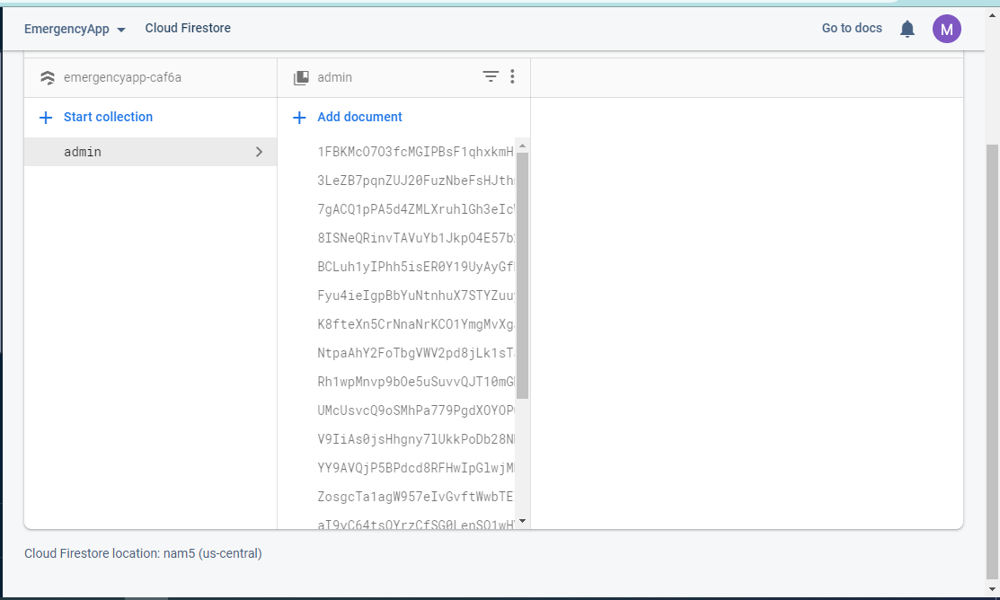 EmergencyApp
Cloud Firestore
Go to docs
M
emergencyapp-caf6a
admin
Start collection
Add document
admin
1FBKMcO7O3fcMGIPBsF1qhxkmH
3LeZB7pqnZUJ20FuzNbeFsHJth
7gACQ1pPA5d4ZMLXruhlGh3eIc
8ISNeQRinvTAVuYb1JkpO4E57b
BCLuh1yIPhh5isER0Y19UyAyGf
Fyu4ieIgpBbYuNtnhuX7STYZuu
K8fteXn5CrNnaNrKCO1YmgMvXg
NtpaAhY2FoTbgVWV2pd8jLk1sT
Rh1wpMnvp9bOe5uSuvvQJT10mG
UMcUsvcQ9oSMhPa779PgdXOYOP
V9IiAs0jsHhgny7lUkkPoDb28N
YY9AVQjP5BPdcd8RFHwIpGlwjM
ZosgcTa1agW957eIvGvftWwbTE
aT9yC64tsQYrzCfSG0LenSO1wH
Cloud Firestore location: nam5 (us-central)